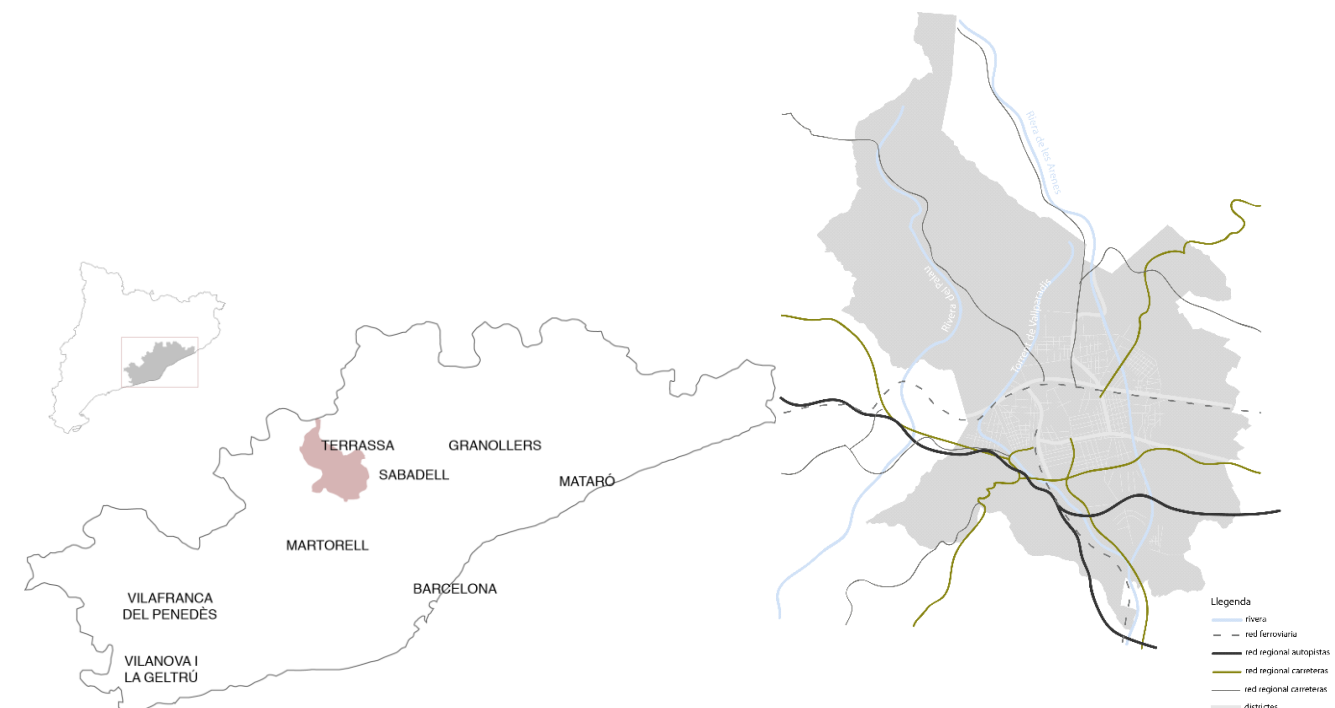 TERRASSA
GRANOLLERS
SABADELL
MATARÓ
MARTORELL
BARCELONA
VILAFRANCA
DEL PENEDÈS
VILANOVA I
LA GELTRÚ
Riera de les Arenes
Rivera del Palau
Torrent de Vallparadís
Llegenda
rivera
red ferroviaria
red regional autopistas
red regional carreteras
red regional carreteras
districtes